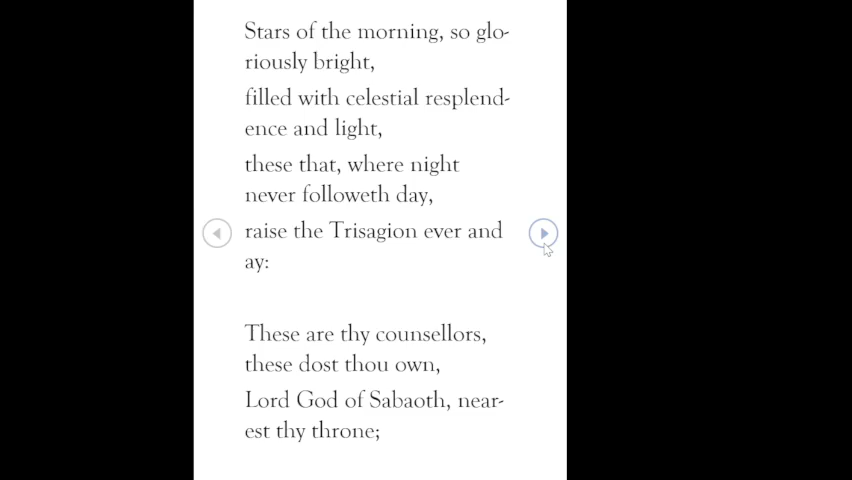 Stars of the morning, so glo-
riously bright,
filled with celestial resplend-
ence and light,
these that, where night
never followeth day,
raise the Trisagion ever and
ay:
These are thy counsellors,
these dost thou own,
Lord God of Sabaoth, near-
est thy throne;